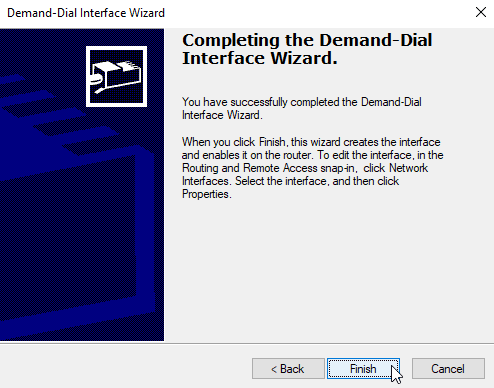 Demand-Dial Interface Wizard
Completing the Demand-Dial
Interface Wizard.
You have successfully completed the Demand-Dial
Interface Wizard.
When you click Finish, this wizard creates the interface
and enables it on the router. To edit the interface, in the
Routing and Remote Access snap-in, click Network
Interfaces. Select the interface, and then click
Properties.
< Back
Finish
Cancel